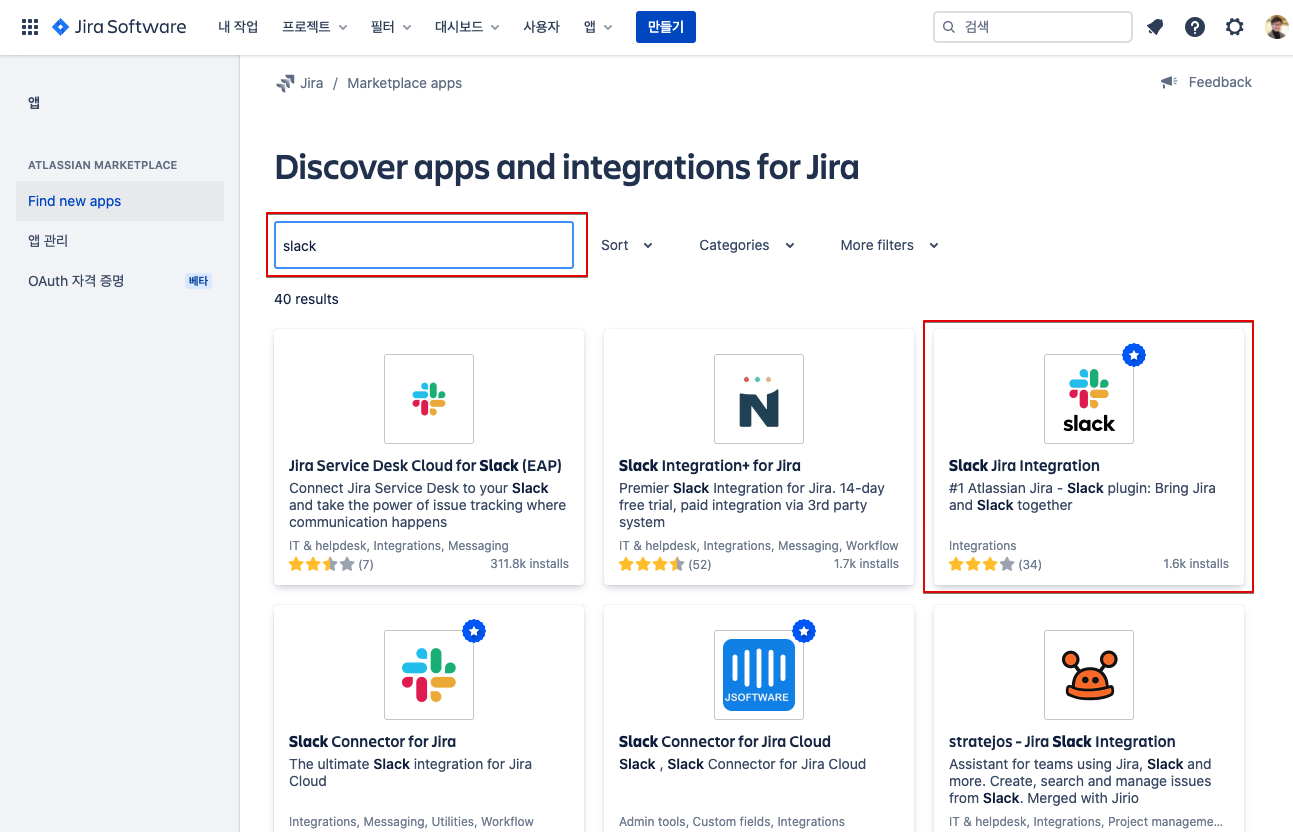 Jira Software 내 작업 프로젝트 필터 대시보드 사용자 앱 만들기 검색
앱
ATLASSIAN MARKETPLACE
Find new apps
앱 관리
OAuth 자격 증명 베타
Jira / Marketplace apps
Feedback
Discover apps and integrations for Jira
slack
Sort Categories More filters
40 results
Jira Service Desk Cloud for Slack (EAP)
Connect Jira Service Desk to your Slack
and take the power of issue tracking where
communication happens
IT & helpdesk, Integrations, Messaging
(7) 311.8k installs
Slack Integration+ for Jira
Premier Slack Integration for Jira. 14-day
free trial, paid integration via 3rd party
system
IT & helpdesk, Integrations, Messaging, Workflow
(52) 1.7k installs
slack
Slack Jira Integration
#1 Atlassian Jira - Slack plugin: Bring Jira
and Slack together
Integrations
(34) 1.6k installs
Slack Connector for Jira
The ultimate Slack integration for Jira
Cloud
Integrations, Messaging, Utilities, Workflow
JSOFTWARE
Slack Connector for Jira Cloud
Slack , Slack Connector for Jira Cloud
Admin tools, Custom fields, Integrations
stratejos - Jira Slack Integration
Assistant for teams using Jira, Slack and
more. Create, search and manage issues
from Slack. Merged with Jirio
IT & helpdesk, Integrations, Project manageme...